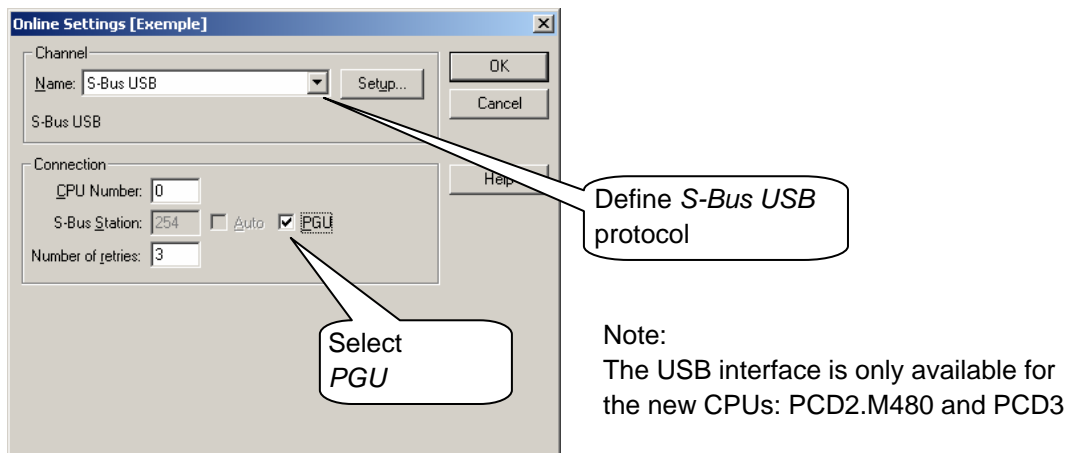 Online Settings [Exemple]
Channel
Name: S-Bus USB
Setup...
S-Bus USB
OK
Cancel
Connection
CPU Number: 0
S-Bus Station: 254 Auto PGU
Number of retries: 3
Help
Define S-Bus USB
protocol
Select
PGU
Note:
The USB interface is only available for
the new CPUs: PCD2.M480 and PCD3